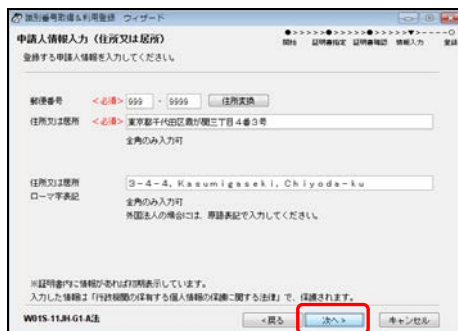 識別番号取得&利用登録 ウィザード
申請人情報入力（住所又は居所）
●>>>>>●>>>>>●>>>>>▼>-----○
開始 証明書指定 証明書確認 情報入力 登録
登録する申請人情報を入力してください。
郵便番号 <必須> 999 - 9999 住所変換
住所又は居所 <必須> 東京都千代田区霞が関三丁目４番３号
全角のみ入力可
住所又は居所 ３－４－４，Ｋａｓｕｍｉｇａｓｅｋｉ，Ｃｈｉｙｏｄａ－ｋｕ
ローマ字表記
全角のみ入力可
外国法人の場合には、原語表記で入力してください。
※証明書内に情報があれば初期表示しています。
入力した情報は「行政機関の保有する個人情報の保護に関する法律」で、保護されます。
W01S-11JH-G1-A法 <戻る 次へ> キャンセル